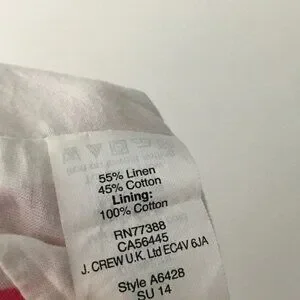 55% Linen
45% Cotton
Lining:
100% Cotton
RN77388
CA56445
J. CREW U.K. Ltd EC4V 6JA
Style A6428
SU 14